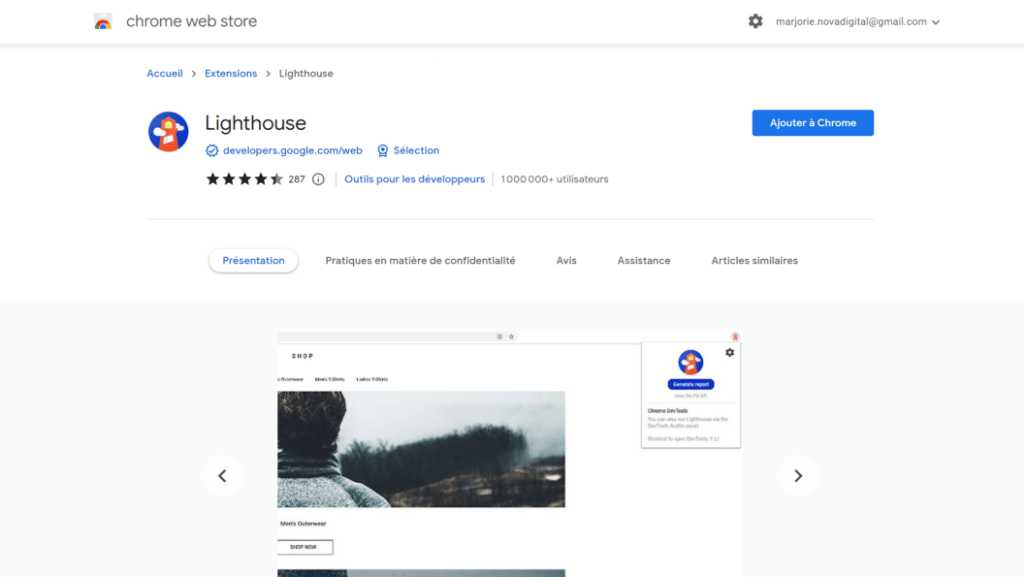 chrome web store
marjorie.novadigital@gmail.com
Accueil > Extensions > Lighthouse
Lighthouse
Ajouter à Chrome
developers.google.com/web Sélection
287 Outils pour les développeurs 1 000 000+ utilisateurs
Présentation Pratiques en matière de confidentialité Avis Assistance Articles similaires
SHOP
Outerwear Men's T-Shirts Ladies T-Shirts
Generate report
Uses the PSI API
Chrome DevTools
You can also run Lighthouse via the
DevTools Audits panel
Shortcut to open DevTools: F12
Men's Outerwear
SHOP NOW